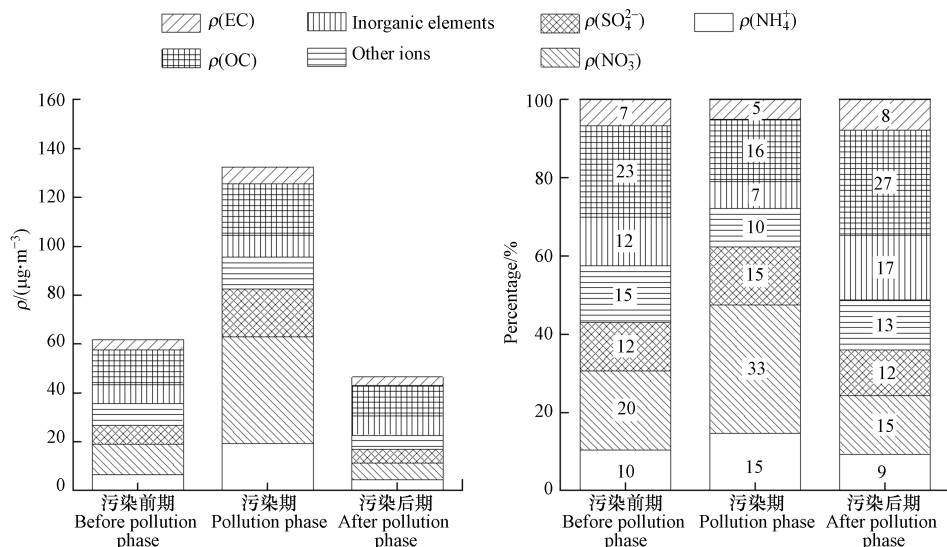 ρ(EC)
Inorganic elements
ρ(SO₄²⁻)
ρ(NH₄⁺)
ρ(OC)
Other ions
ρ(NO₃⁻)
160
140
120
100
80
60
40
20
0
ρ/(μg·m⁻³)
污染前期
Before pollution
phase
污染期
Pollution phase
污染后期
After pollution
phase
100
80
60
40
20
0
Percentage/%
7
23
12
15
12
20
10
5
16
7
10
15
33
15
8
27
17
13
12
15
9
污染前期
Before pollution
phase
污染期
Pollution phase
污染后期
After pollution
phase